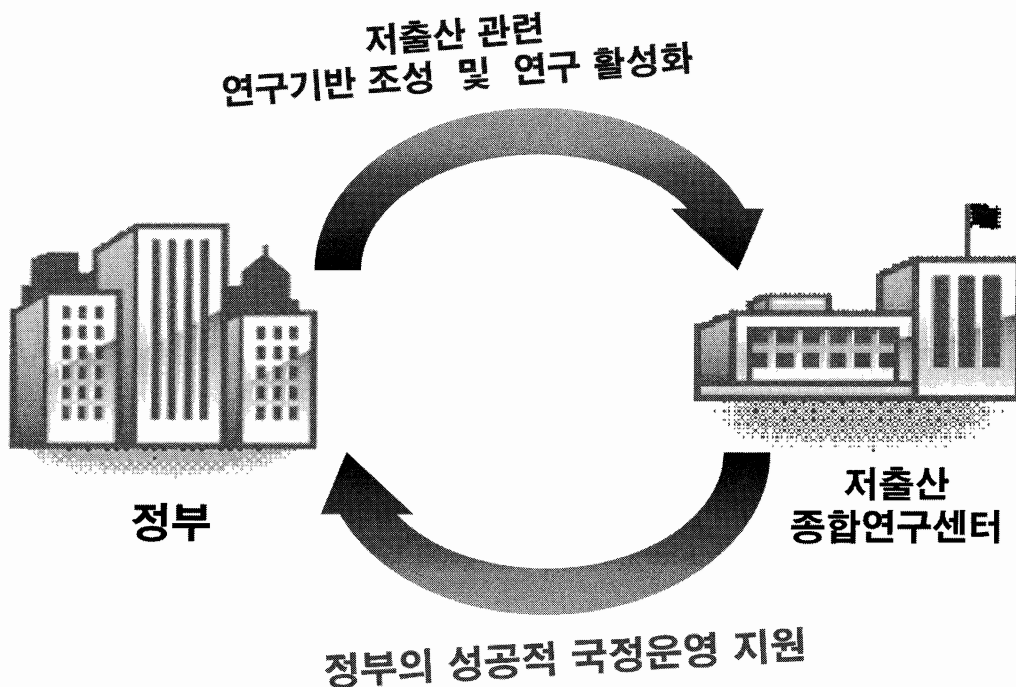 저출산 관련
연구기반 조성 및 연구 활성화
정부
저출산
종합연구센터
정부의 성공적 국정운영 지원